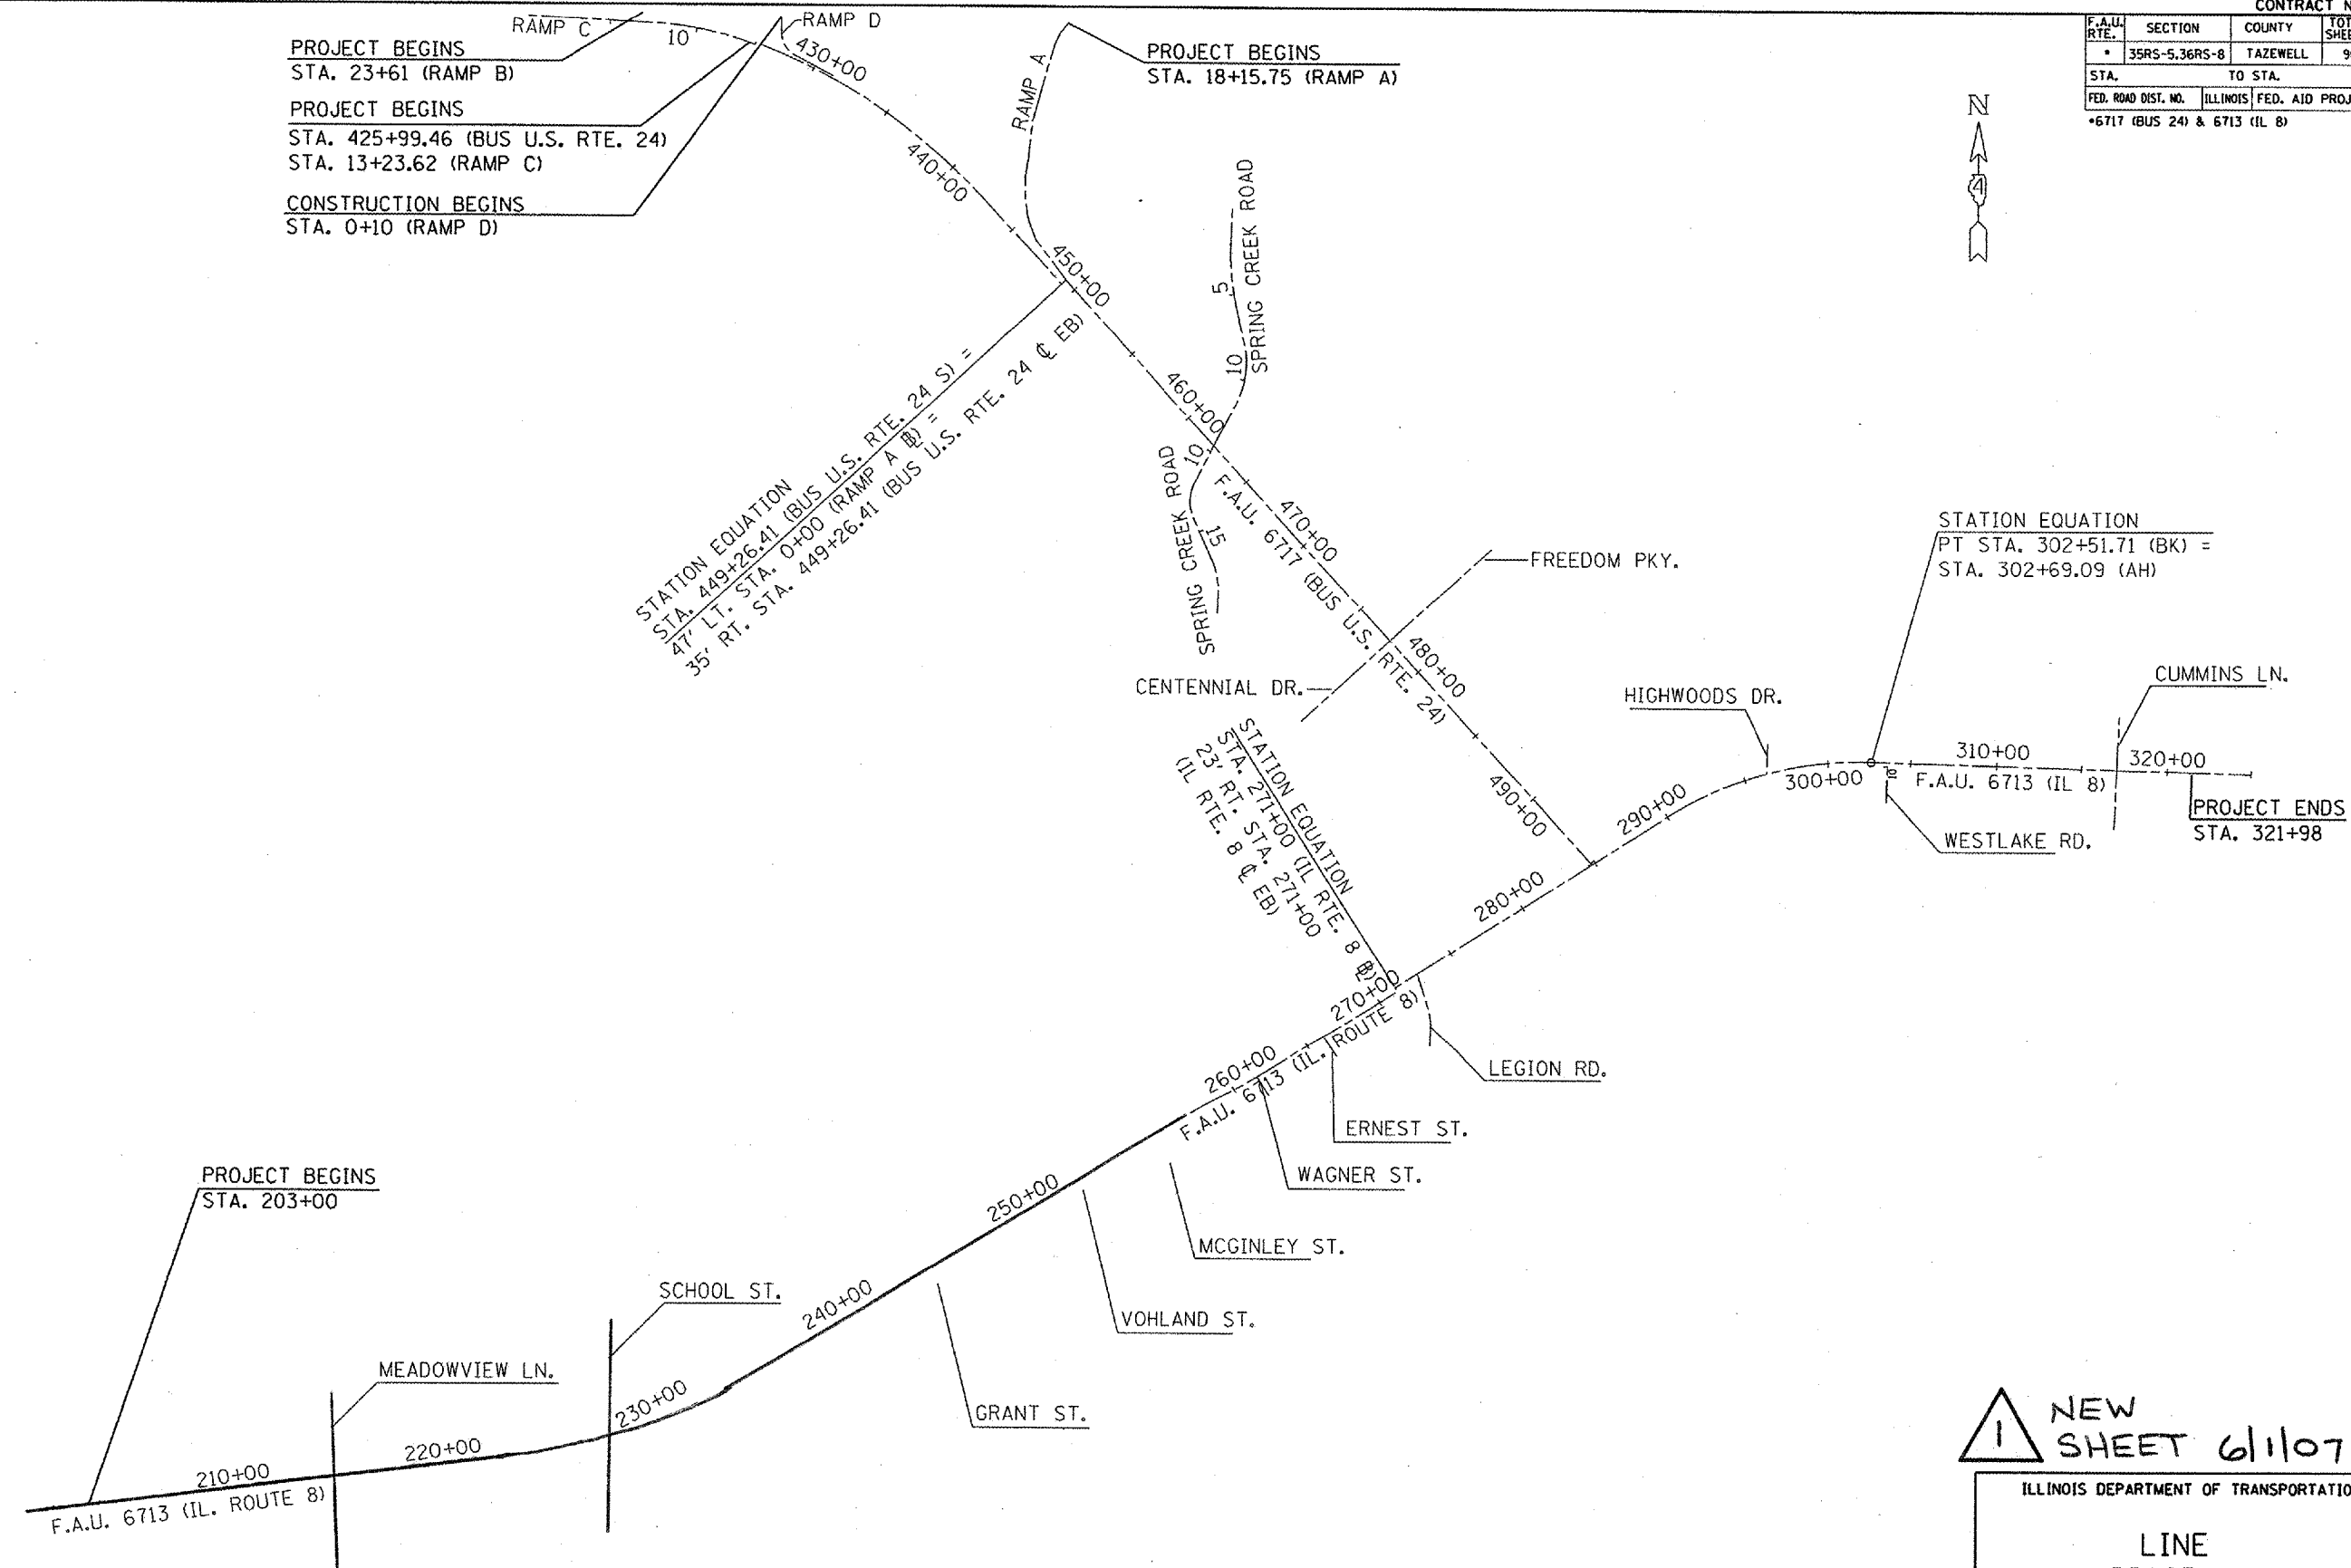 CONTRACT N
F.A.U. RTE. SECTION COUNTY TOT SHEE
* 35RS-5,36RS-8 TAZEWELL 9
STA. TO STA.
FED. ROAD DIST. NO. ILLINOIS FED. AID PROJ
*6717 (BUS 24) & 6713 (IL 8)
RAMP C
10
RAMP D
430+00
PROJECT BEGINS
STA. 23+61 (RAMP B)
PROJECT BEGINS
STA. 425+99.46 (BUS U.S. RTE. 24)
STA. 13+23.62 (RAMP C)
CONSTRUCTION BEGINS
STA. 0+10 (RAMP D)
RAMP A
PROJECT BEGINS
STA. 18+15.75 (RAMP A)
N
440+00
450+00
STATION EQUATION
STA. 449+26.41 (BUS U.S. RTE. 24 S) =
47' LT. STA. 0+00 (RAMP A ℄) =
35' RT. STA. 449+26.41 (BUS U.S. RTE. 24 ℄ EB)
SPRING CREEK ROAD
5
10
460+00
10
15
SPRING CREEK ROAD
F.A.U. 6717 (BUS U.S. RTE. 24)
470+00
FREEDOM PKY.
CENTENNIAL DR.
480+00
490+00
STATION EQUATION
PT STA. 302+51.71 (BK) =
STA. 302+69.09 (AH)
HIGHWOODS DR.
CUMMINS LN.
290+00
300+00
310+00
320+00
10
F.A.U. 6713 (IL 8)
WESTLAKE RD.
PROJECT ENDS
STA. 321+98
STATION EQUATION
STA. 271+00 (IL RTE. 8 B)
23' RT. STA. 271+00
(IL RTE. 8 ℄ EB)
280+00
270+00
260+00
F.A.U. 6713 (IL. ROUTE 8)
LEGION RD.
ERNEST ST.
WAGNER ST.
MCGINLEY ST.
250+00
VOHLAND ST.
240+00
GRANT ST.
PROJECT BEGINS
STA. 203+00
SCHOOL ST.
MEADOWVIEW LN.
230+00
220+00
210+00
F.A.U. 6713 (IL. ROUTE 8)
1 NEW
SHEET 6/1/07
ILLINOIS DEPARTMENT OF TRANSPORTATIO
LINE